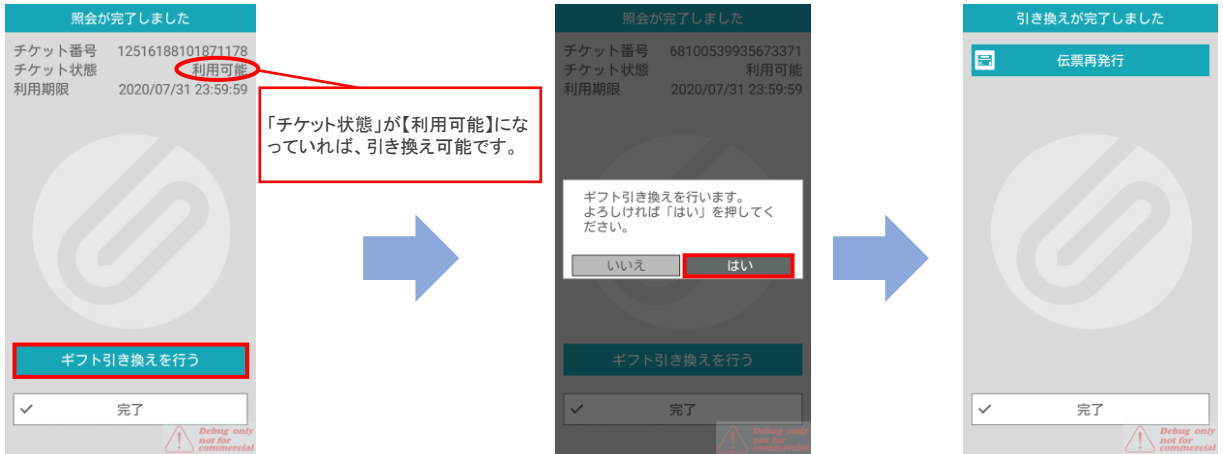 照会が完了しました
チケット番号 12516188101871178
チケット状態 利用可能
利用期限 2020/07/31 23:59:59
「チケット状態」が【利用可能】にな
っていれば、引き換え可能です。
ギフト引き換えを行う
完了
Debug only
not for
commercial
照会が完了しました
チケット番号 68100539935673371
チケット状態 利用可能
利用期限 2020/07/31 23:59:59
ギフト引き換えを行います。
よろしければ「はい」を押してく
ださい。
いいえ はい
ギフト引き換えを行う
完了
Debug only
not for
commercial
引き換えが完了しました
伝票再発行
完了
Debug only
not for
commercial